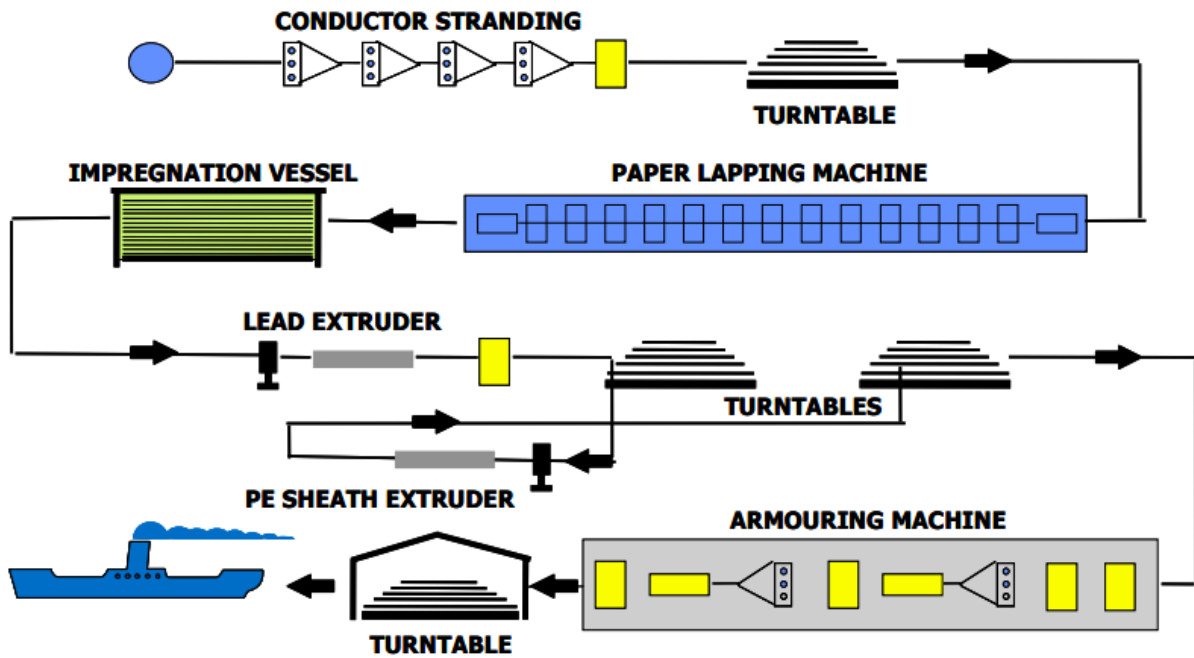 CONDUCTOR STRANDING
TURNTABLE
IMPREGNATION VESSEL
PAPER LAPPING MACHINE
LEAD EXTRUDER
TURNTABLES
PE SHEATH EXTRUDER
ARMOURING MACHINE
TURNTABLE